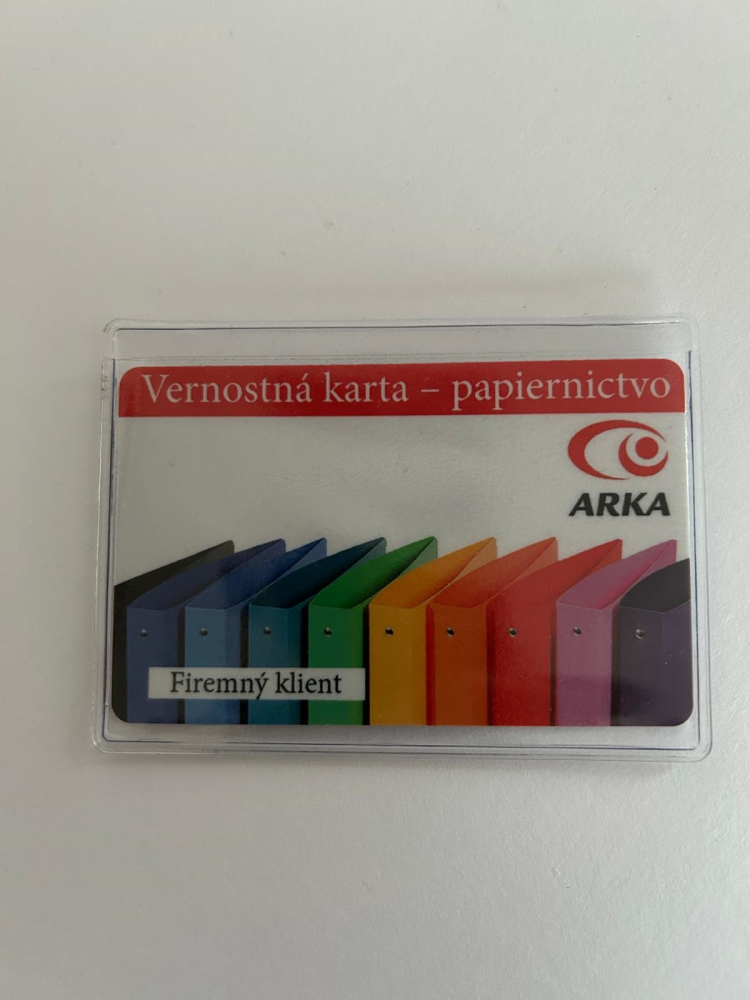 Vernostná karta – papiernictvo
ARKA
Firemný klient